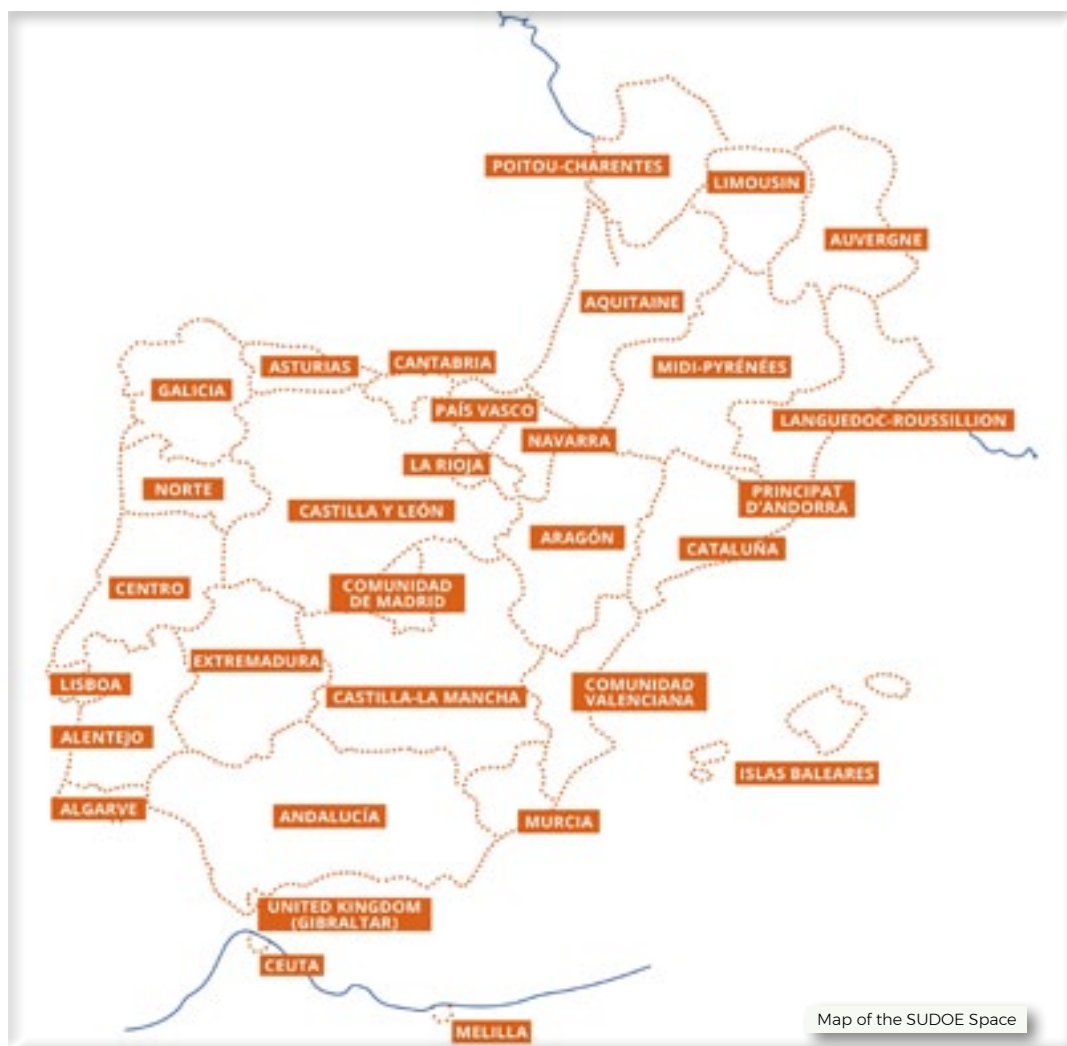 POITOU-CHARENTES
LIMOUSIN
AUVERGNE
AQUITAINE
ASTURIAS
CANTABRIA
MIDI-PYRÉNÉES
GALICIA
PAÍS VASCO
LANGUEDOC-ROUSSILLION
NAVARRA
LA RIOJA
NORTE
PRINCIPAT
D'ANDORRA
CASTILLA Y LEÓN
ARAGÓN
CATALUÑA
CENTRO
COMUNIDAD
DE MADRID
EXTREMADURA
LISBOA
CASTILLA-LA MANCHA
COMUNIDAD
VALENCIANA
ALENTEJO
ISLAS BALEARES
ALGARVE
ANDALUCÍA
MURCIA
UNITED KINGDOM
(GIBRALTAR)
CEUTA
MELILLA
Map of the SUDOE Space